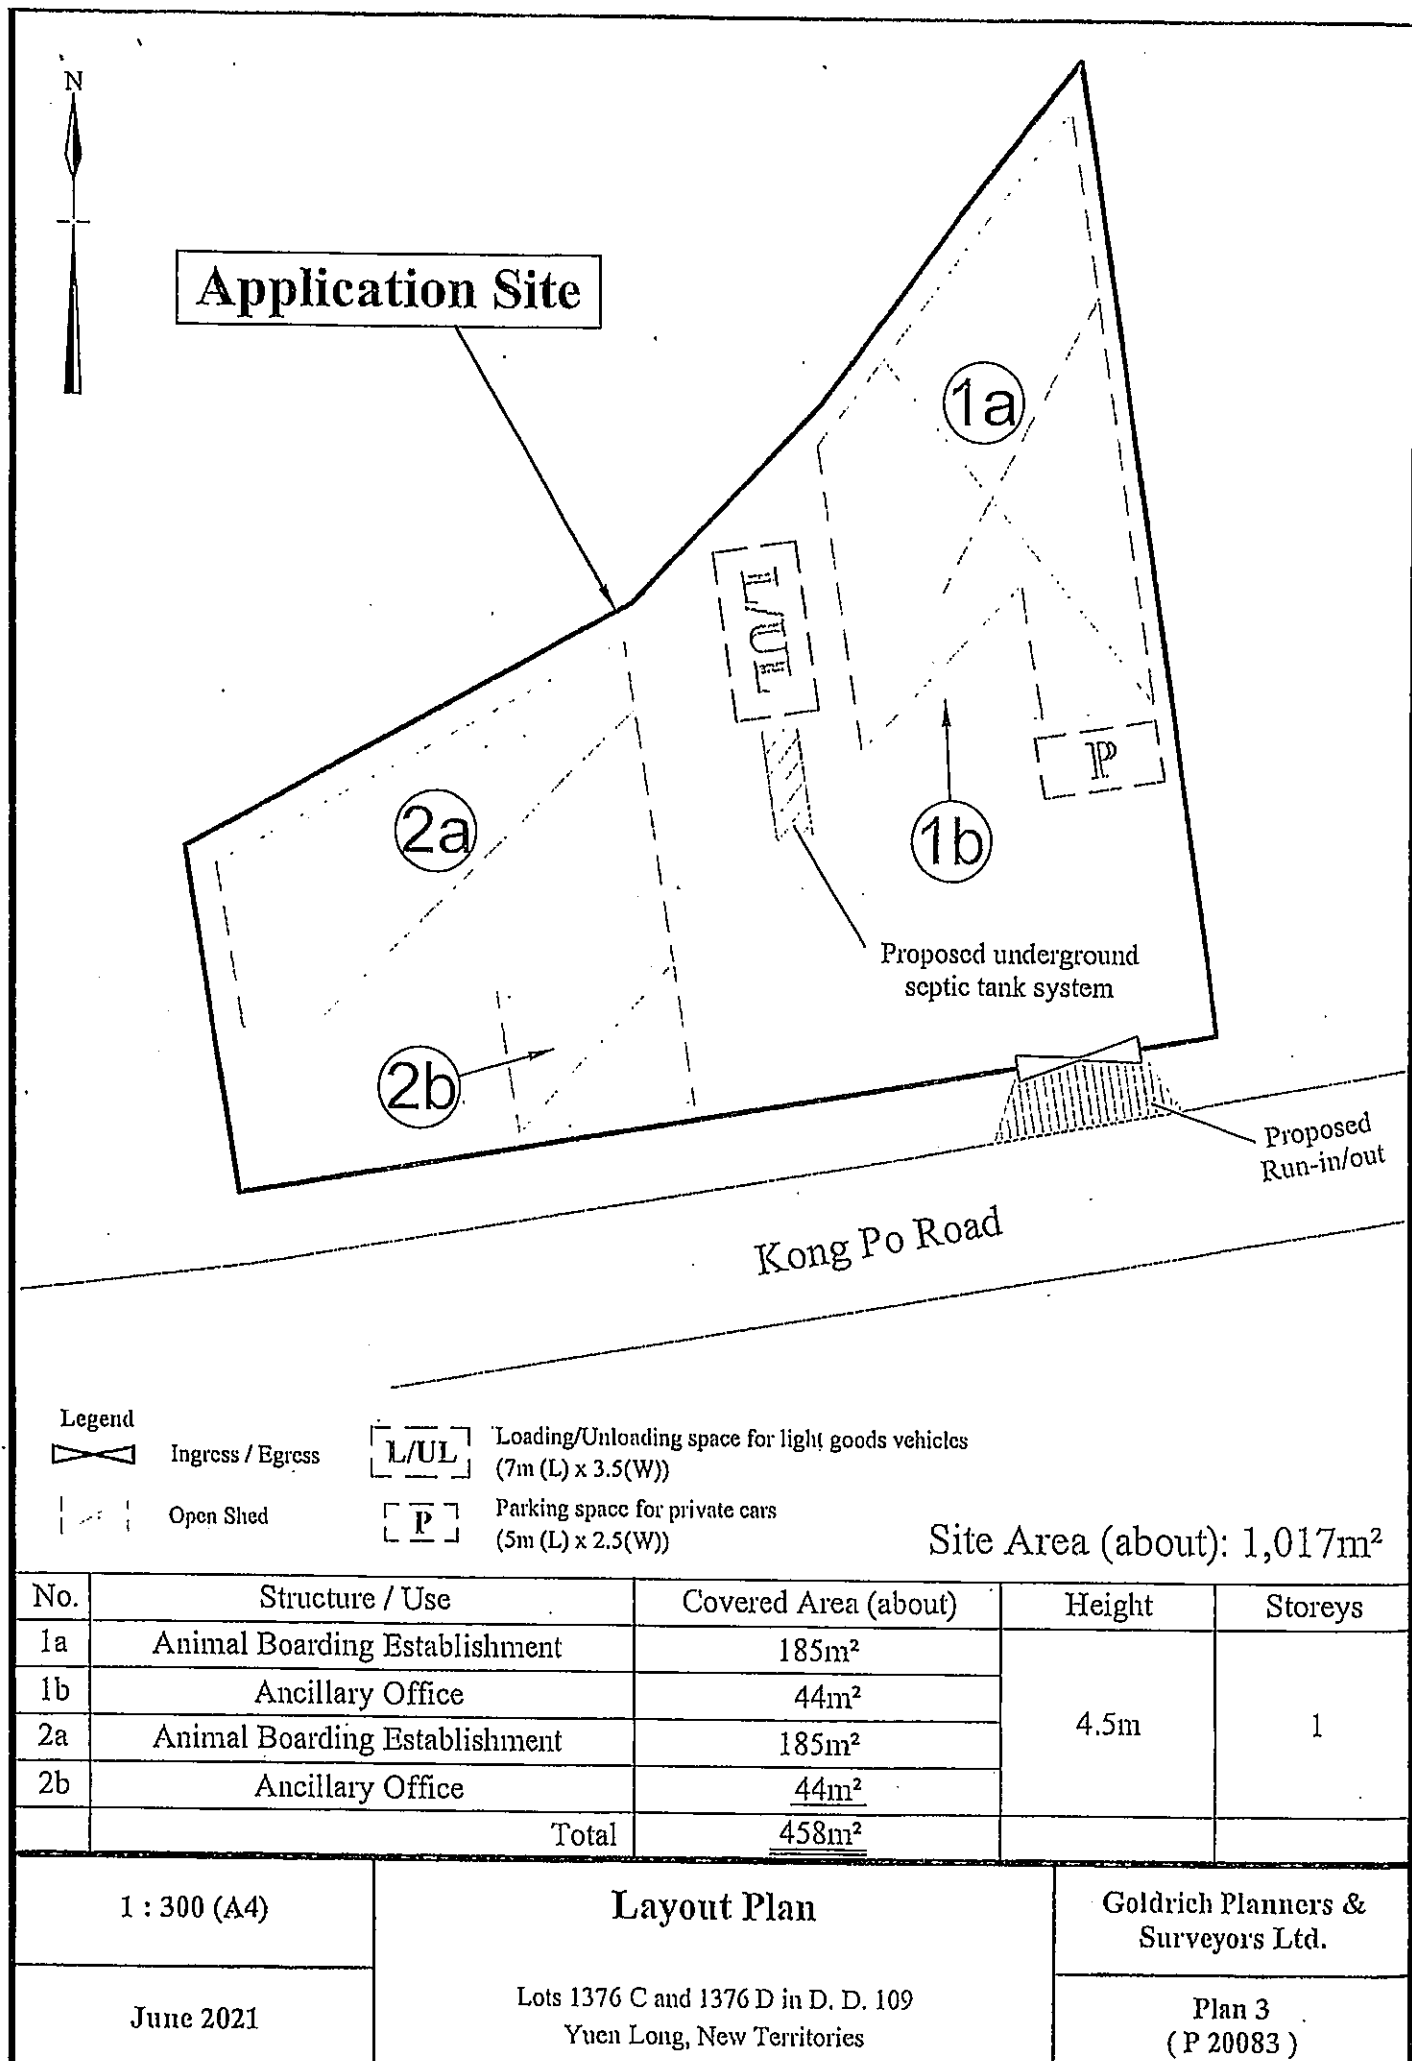 N
Application Site
1a
L/UL
P
2a
1b
Proposed underground
septic tank system
2b
Proposed
Run-in/out
Kong Po Road
Legend
Ingress / Egress
L/UL
Loading/Unloading space for light goods vehicles
(7m (L) x 3.5(W))
Open Shed
P
Parking space for private cars
(5m (L) x 2.5(W))
Site Area (about): 1,017m²
No. Structure / Use Covered Area (about) Height Storeys
1a Animal Boarding Establishment 185m²
1b Ancillary Office 44m²
2a Animal Boarding Establishment 185m²
4.5m 1
2b Ancillary Office 44m²
Total 458m²
1 : 300 (A4)
Layout Plan
Goldrich Planners &
Surveyors Ltd.
June 2021
Lots 1376 C and 1376 D in D. D. 109
Yuen Long, New Territories
Plan 3
( P 20083 )